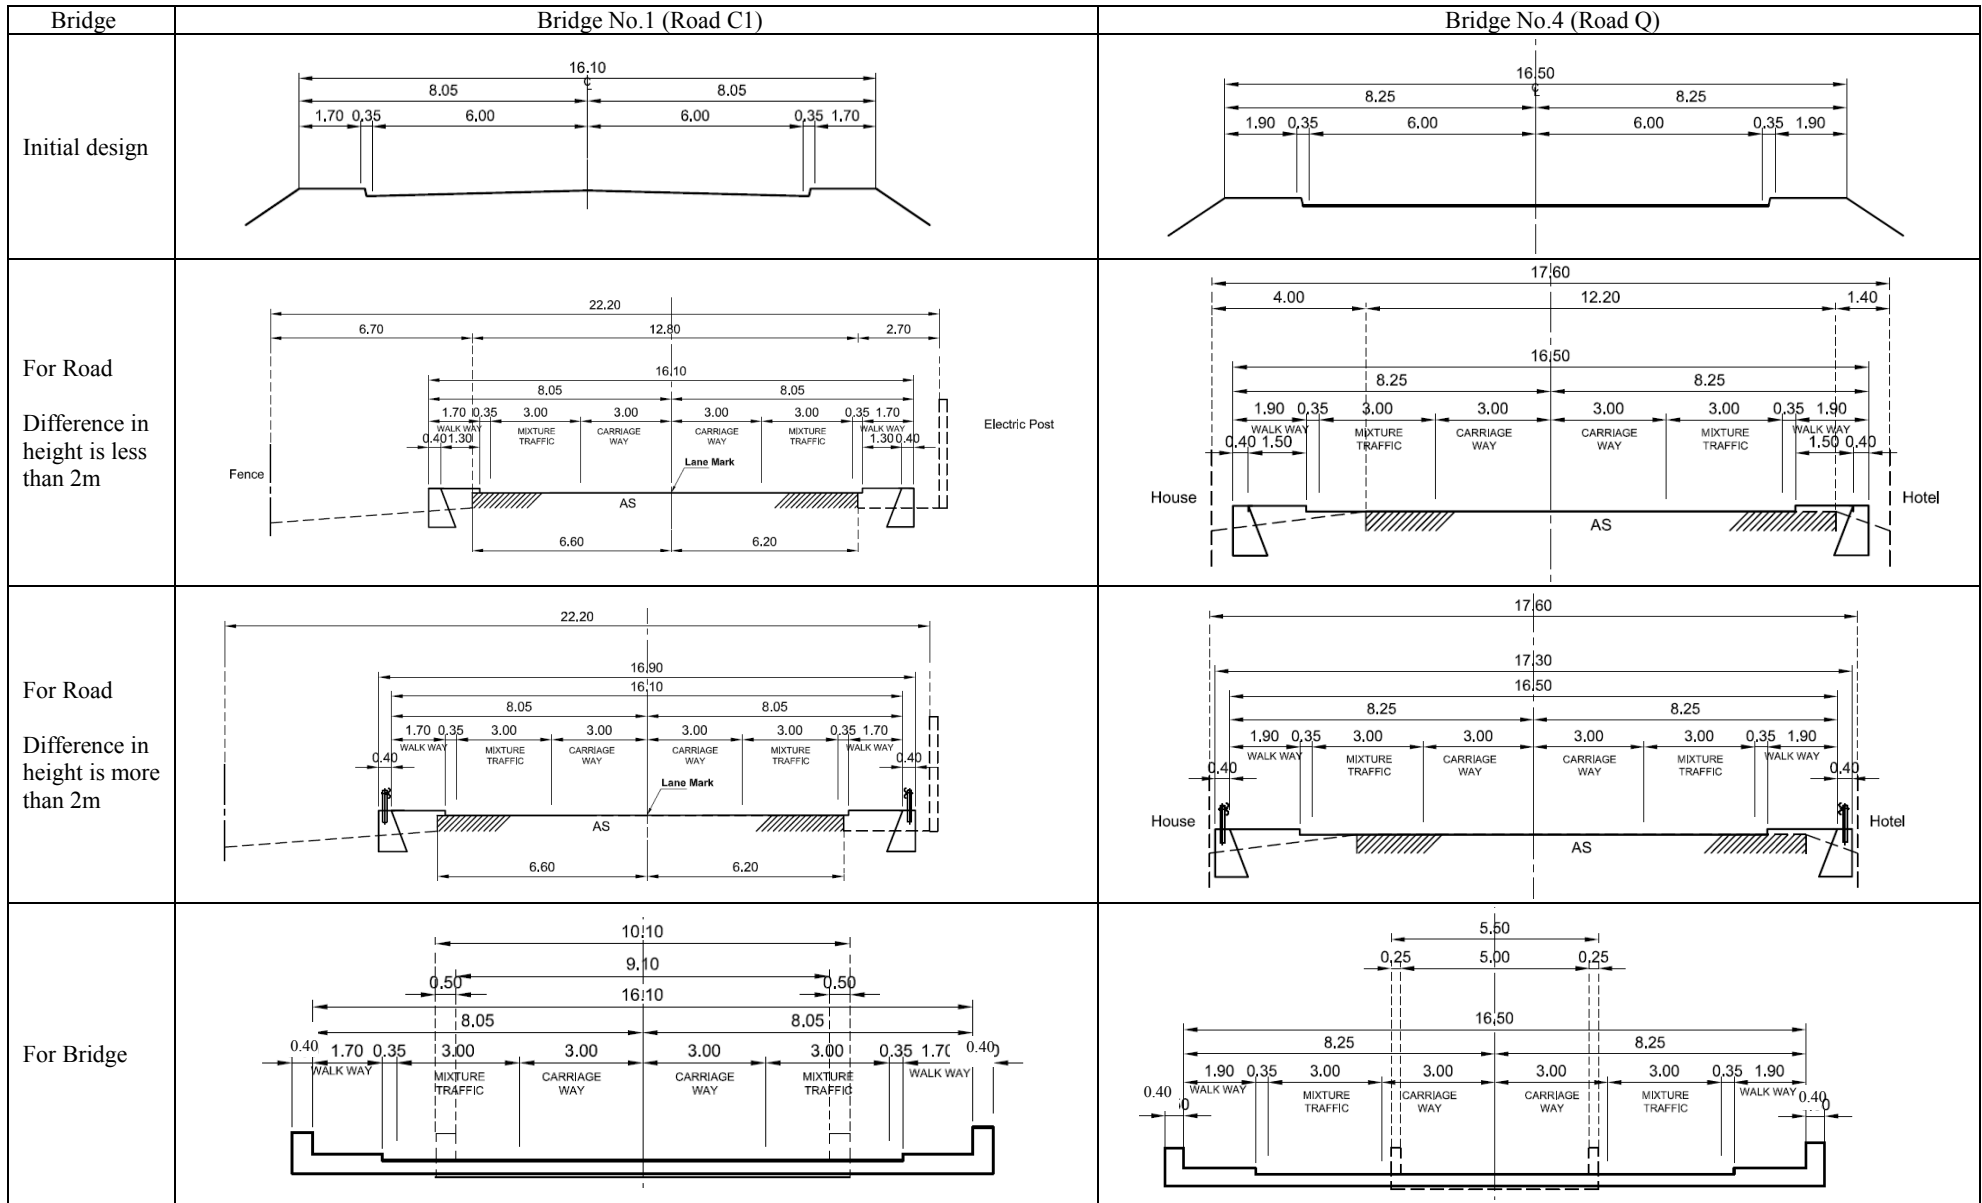 Bridge
Bridge No.1 (Road C1)
Bridge No.4 (Road Q)
Initial design
16.10
℄
8.05 8.05
1.70 0.35 6.00 6.00 0.35 1.70
16.50
℄
8.25 8.25
1.90 0.35 6.00 6.00 0.35 1.90
For Road
Difference in
height is less
than 2m
22.20
6.70 12.80 2.70
16.10
8.05 8.05
1.70 0.35 3.00 3.00 3.00 3.00 0.35 1.70
WALK WAY MIXTURE TRAFFIC CARRIAGE WAY CARRIAGE WAY MIXTURE TRAFFIC WALK WAY
0.40 1.30 1.30 0.40
Electric Post
Lane Mark
Fence
AS
6.60 6.20
17.60
4.00 12.20 1.40
16.50
8.25 8.25
1.90 0.35 3.00 3.00 3.00 3.00 0.35 1.90
WALK WAY MIXTURE TRAFFIC CARRIAGE WAY CARRIAGE WAY MIXTURE TRAFFIC WALK WAY
0.40 1.50 1.50 0.40
House Hotel
AS
For Road
Difference in
height is more
than 2m
22.20
16.90
16.10
8.05 8.05
1.70 0.35 3.00 3.00 3.00 3.00 0.35 1.70
WALK WAY MIXTURE TRAFFIC CARRIAGE WAY CARRIAGE WAY MIXTURE TRAFFIC WALK WAY
0.40 0.40
Lane Mark
AS
6.60 6.20
17.60
17.30
16.50
8.25 8.25
1.90 0.35 3.00 3.00 3.00 3.00 0.35 1.90
WALK WAY MIXTURE TRAFFIC CARRIAGE WAY CARRIAGE WAY MIXTURE TRAFFIC WALK WAY
0.40 0.40
House Hotel
AS
For Bridge
10.10
9.10
0.50 0.50
16.10
8.05 8.05
0.40 1.70 0.35 3.00 3.00 3.00 3.00 0.35 1.70 0.40
WALK WAY MIXTURE TRAFFIC CARRIAGE WAY CARRIAGE WAY MIXTURE TRAFFIC WALK WAY
5.50
0.25 5.00 0.25
16.50
8.25 8.25
1.90 0.35 3.00 3.00 3.00 3.00 0.35 1.90
0.40 WALK WAY MIXTURE TRAFFIC CARRIAGE WAY CARRIAGE WAY MIXTURE TRAFFIC WALK WAY 0.40